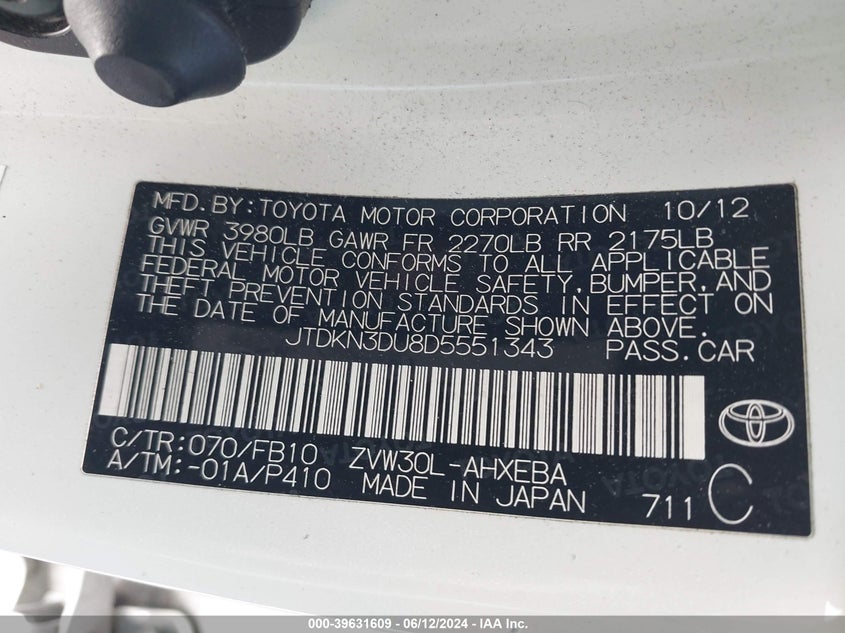 MFD. BY: TOYOTA MOTOR CORPORATION 10/12
GVWR 3980LB GAWR FR 2270LB RR 2175LB
THIS VEHICLE CONFORMS TO ALL APPLICABLE
FEDERAL MOTOR VEHICLE SAFETY, BUMPER, AND
THEFT PREVENTION STANDARDS IN EFFECT ON
THE DATE OF MANUFACTURE SHOWN ABOVE.
JTDKN3DU8D5551343 PASS. CAR
C/TR: 070/FB10 ZVW30L-AHXEBA
A/TM: -01A/P410 MADE IN JAPAN 711 C
000-39631609 - 06/12/2024 - IAA Inc.